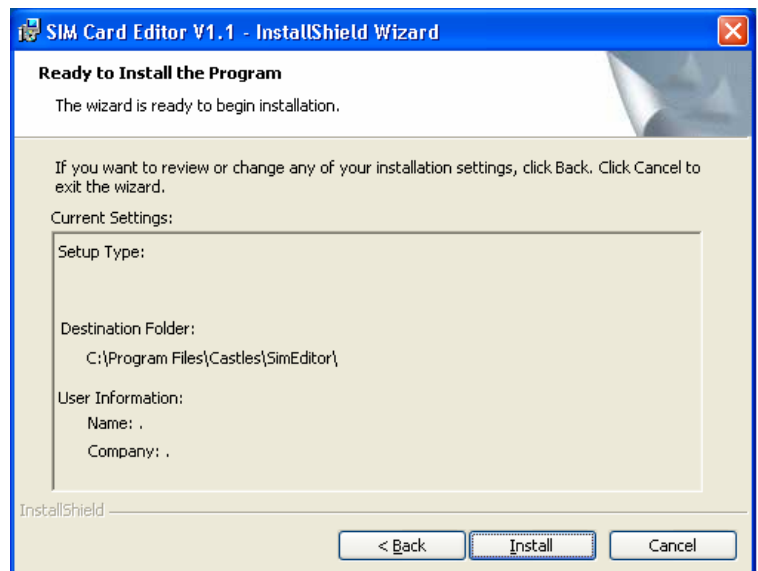 SIM Card Editor V1.1 - InstallShield Wizard
Ready to Install the Program
The wizard is ready to begin installation.
If you want to review or change any of your installation settings, click Back. Click Cancel to
exit the wizard.
Current Settings:
Setup Type:
Destination Folder:
C:\Program Files\Castles\SimEditor\
User Information:
Name: .
Company: .
InstallShield
< Back
Install
Cancel